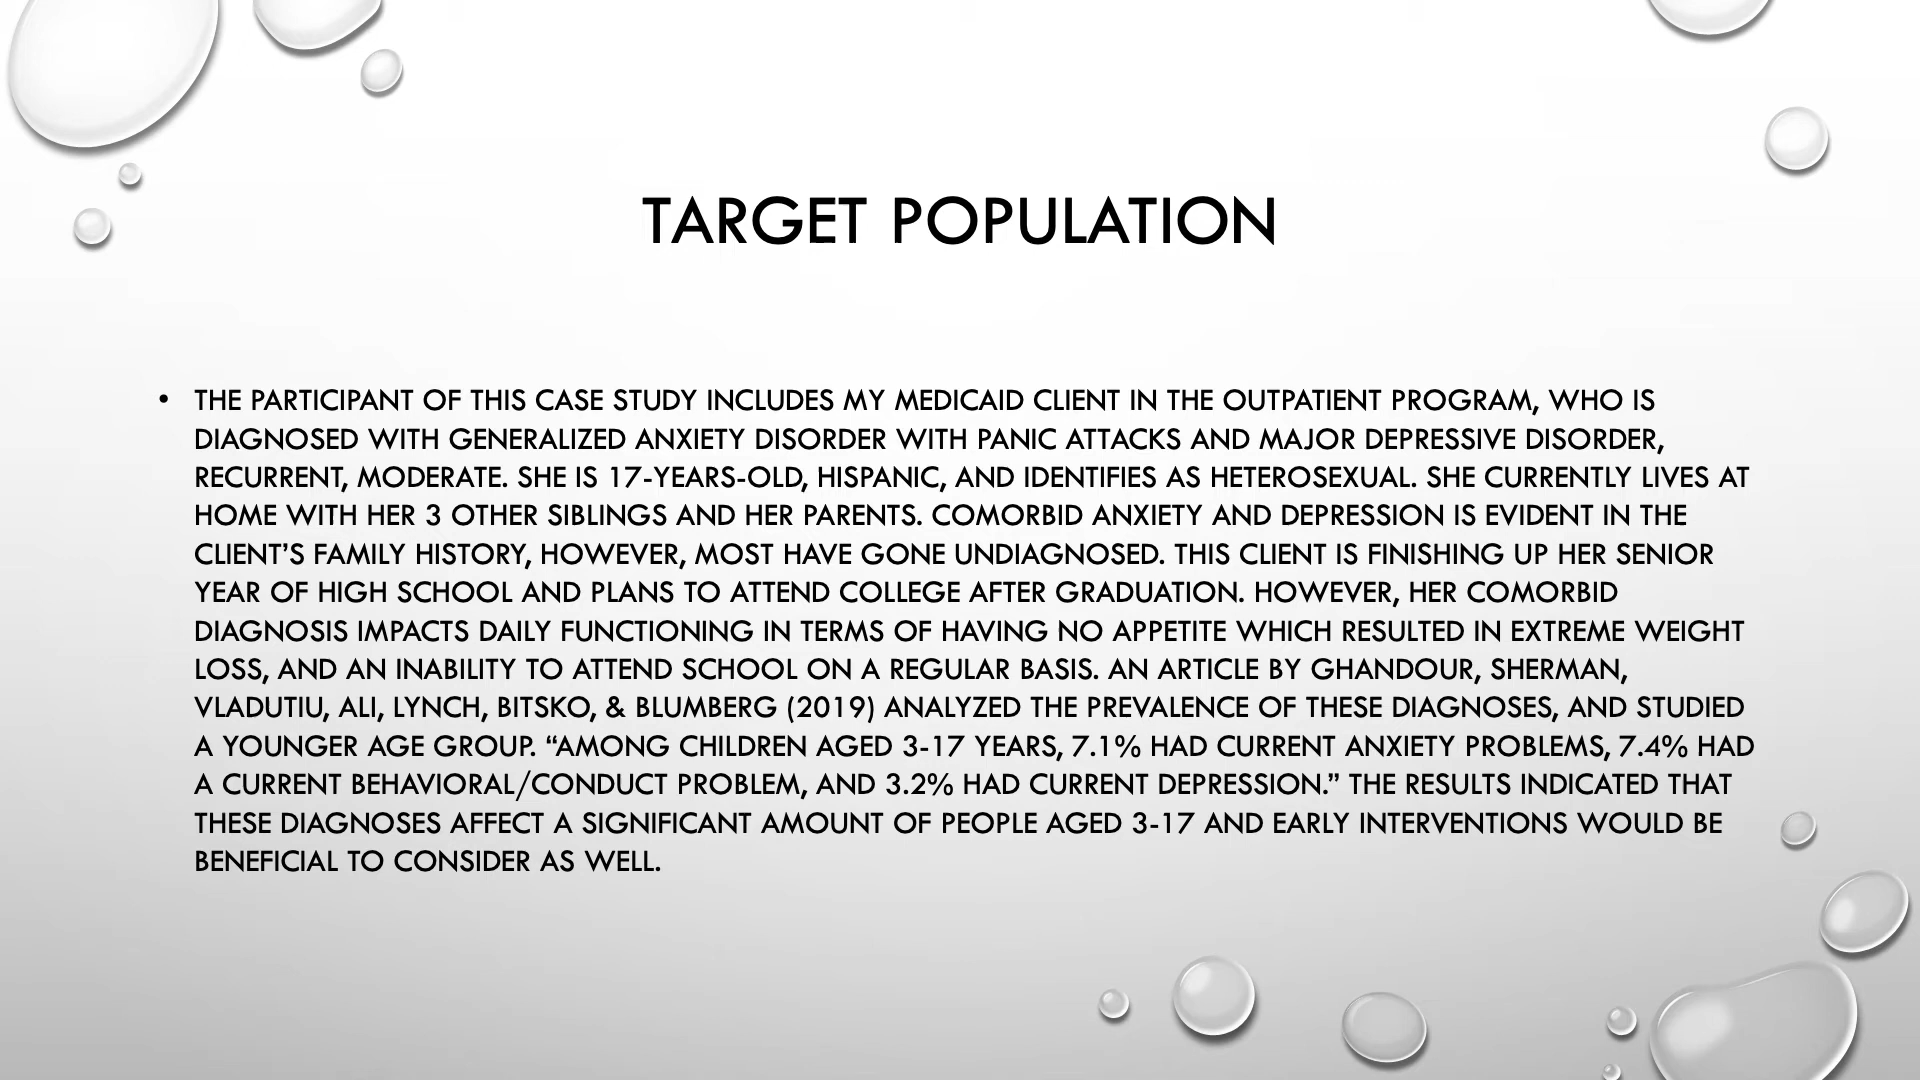 TARGET POPULATION
• THE PARTICIPANT OF THIS CASE STUDY INCLUDES MY MEDICAID CLIENT IN THE OUTPATIENT PROGRAM, WHO IS
DIAGNOSED WITH GENERALIZED ANXIETY DISORDER WITH PANIC ATTACKS AND MAJOR DEPRESSIVE DISORDER,
RECURRENT, MODERATE. SHE IS 17-YEARS-OLD, HISPANIC, AND IDENTIFIES AS HETEROSEXUAL. SHE CURRENTLY LIVES AT
HOME WITH HER 3 OTHER SIBLINGS AND HER PARENTS. COMORBID ANXIETY AND DEPRESSION IS EVIDENT IN THE
CLIENT’S FAMILY HISTORY, HOWEVER, MOST HAVE GONE UNDIAGNOSED. THIS CLIENT IS FINISHING UP HER SENIOR
YEAR OF HIGH SCHOOL AND PLANS TO ATTEND COLLEGE AFTER GRADUATION. HOWEVER, HER COMORBID
DIAGNOSIS IMPACTS DAILY FUNCTIONING IN TERMS OF HAVING NO APPETITE WHICH RESULTED IN EXTREME WEIGHT
LOSS, AND AN INABILITY TO ATTEND SCHOOL ON A REGULAR BASIS. AN ARTICLE BY GHANDOUR, SHERMAN,
VLADUTIU, ALI, LYNCH, BITSKO, & BLUMBERG (2019) ANALYZED THE PREVALENCE OF THESE DIAGNOSES, AND STUDIED
A YOUNGER AGE GROUP. “AMONG CHILDREN AGED 3-17 YEARS, 7.1% HAD CURRENT ANXIETY PROBLEMS, 7.4% HAD
A CURRENT BEHAVIORAL/CONDUCT PROBLEM, AND 3.2% HAD CURRENT DEPRESSION.” THE RESULTS INDICATED THAT
THESE DIAGNOSES AFFECT A SIGNIFICANT AMOUNT OF PEOPLE AGED 3-17 AND EARLY INTERVENTIONS WOULD BE
BENEFICIAL TO CONSIDER AS WELL.